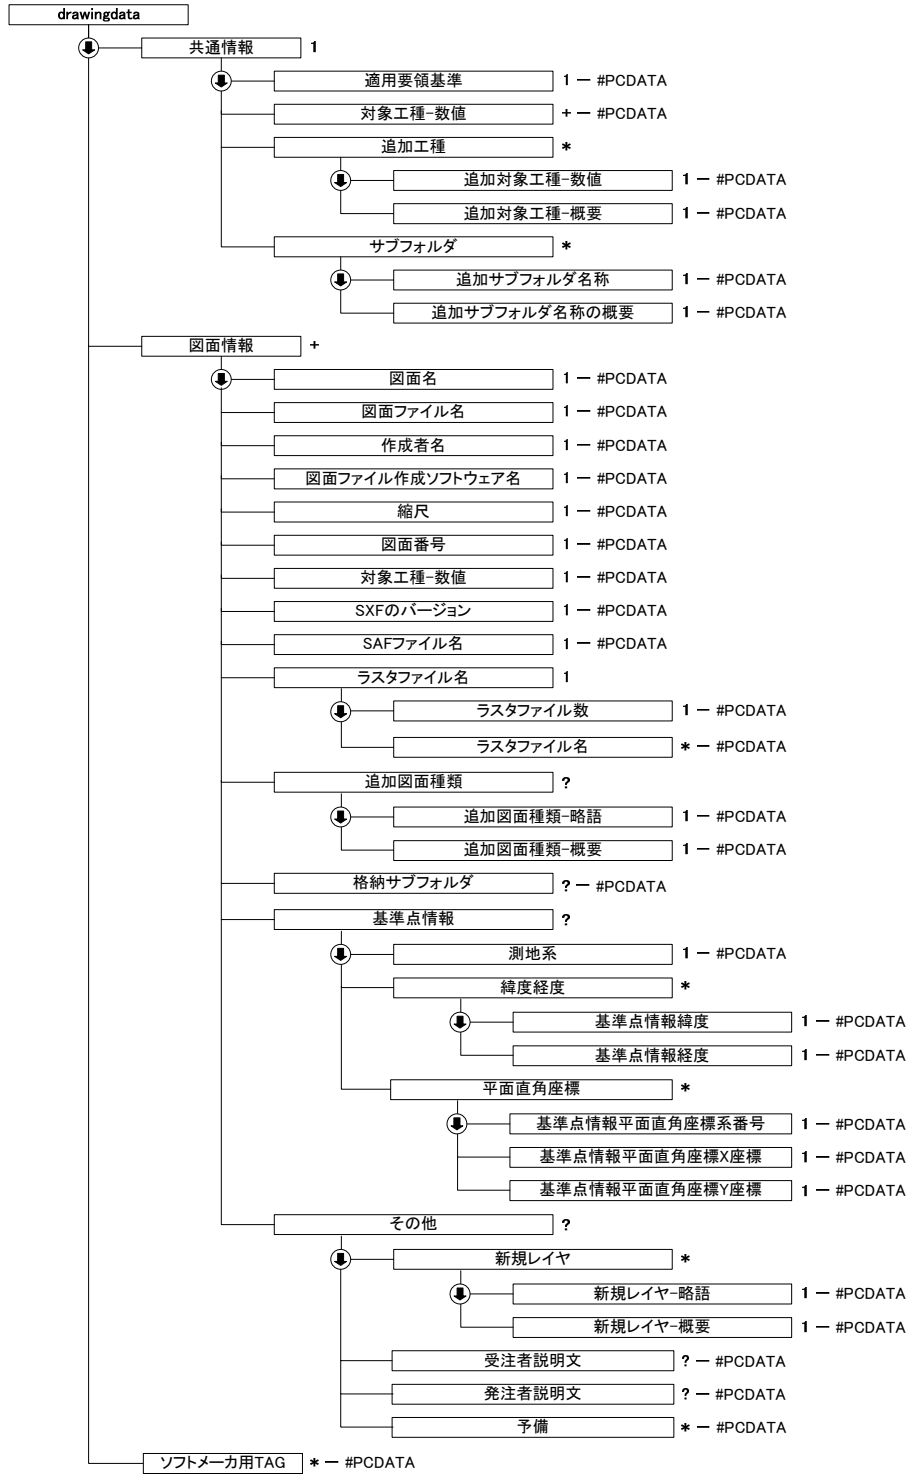 drawingdata
共通情報 1
適用要領基準 1 － #PCDATA
対象工種-数値 + － #PCDATA
追加工種 *
追加対象工種-数値 1 － #PCDATA
追加対象工種-概要 1 － #PCDATA
サブフォルダ *
追加サブフォルダ名称 1 － #PCDATA
追加サブフォルダ名称の概要 1 － #PCDATA
図面情報 +
図面名 1 － #PCDATA
図面ファイル名 1 － #PCDATA
作成者名 1 － #PCDATA
図面ファイル作成ソフトウェア名 1 － #PCDATA
縮尺 1 － #PCDATA
図面番号 1 － #PCDATA
対象工種-数値 1 － #PCDATA
SXFのバージョン 1 － #PCDATA
SAFファイル名 1 － #PCDATA
ラスタファイル名 1
ラスタファイル数 1 － #PCDATA
ラスタファイル名 * － #PCDATA
追加図面種類 ?
追加図面種類-略語 1 － #PCDATA
追加図面種類-概要 1 － #PCDATA
格納サブフォルダ ? － #PCDATA
基準点情報 ?
測地系 1 － #PCDATA
緯度経度 *
基準点情報緯度 1 － #PCDATA
基準点情報経度 1 － #PCDATA
平面直角座標 *
基準点情報平面直角座標系番号 1 － #PCDATA
基準点情報平面直角座標X座標 1 － #PCDATA
基準点情報平面直角座標Y座標 1 － #PCDATA
その他 ?
新規レイヤ *
新規レイヤ-略語 1 － #PCDATA
新規レイヤ-概要 1 － #PCDATA
受注者説明文 ? － #PCDATA
発注者説明文 ? － #PCDATA
予備 * － #PCDATA
ソフトメーカ用TAG * － #PCDATA